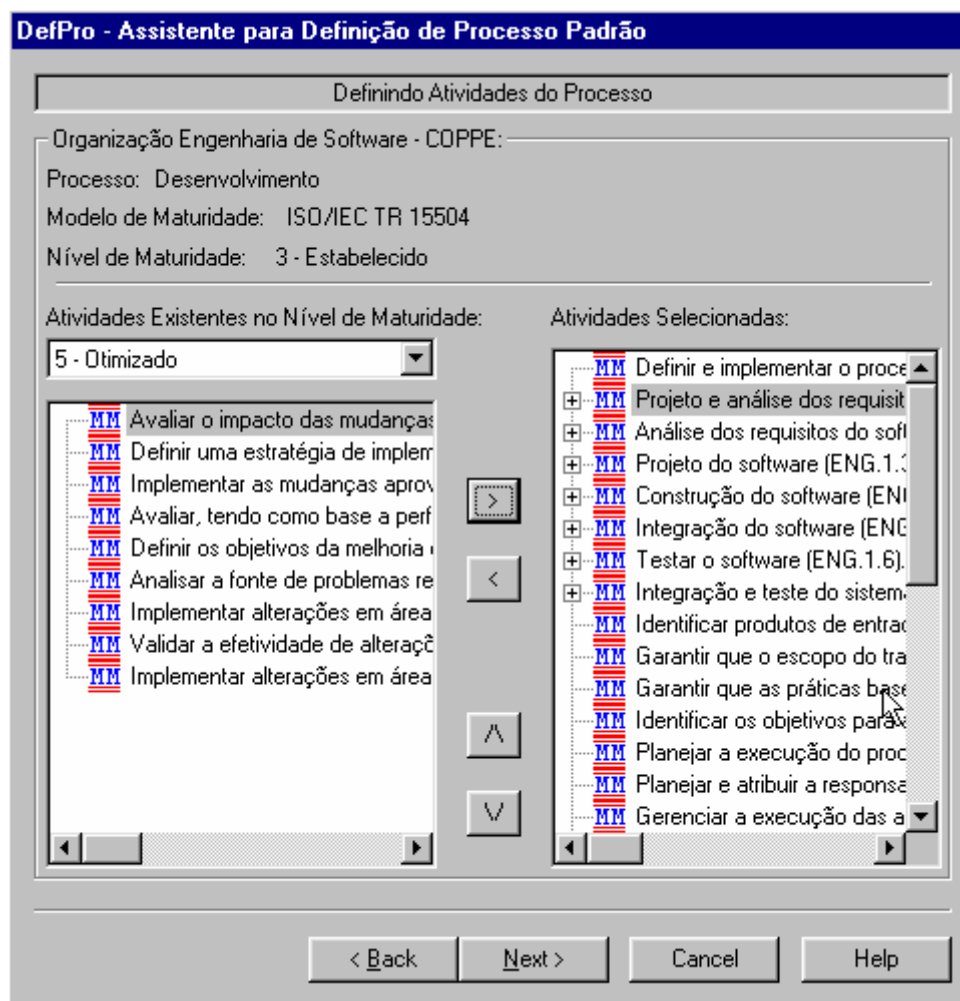 DefPro - Assistente para Definição de Processo Padrão
Definindo Atividades do Processo
Organização Engenharia de Software - COPPE:
Processo: Desenvolvimento
Modelo de Maturidade: ISO/IEC TR 15504
Nível de Maturidade: 3 - Estabelecido
Atividades Existentes no Nível de Maturidade:
5 - Otimizado
MM Avaliar o impacto das mudanças
MM Definir uma estratégia de implem
MM Implementar as mudanças aprov
MM Avaliar, tendo como base a perf
MM Definir os objetivos da melhoria
MM Analisar a fonte de problemas re
MM Implementar alterações em área
MM Validar a efetividade de alteraçõ
MM Implementar alterações em área
>
<
/\
\/
Atividades Selecionadas:
MM Definir e implementar o proce
MM Projeto e análise dos requisit
MM Análise dos requisitos do soft
MM Projeto do software (ENG.1.3
MM Construção do software (EN
MM Integração do software (ENG
MM Testar o software (ENG.1.6).
MM Integração e teste do sistem
MM Identificar produtos de entrad
MM Garantir que o escopo do tra
MM Garantir que as práticas base
MM Identificar os objetivos para
MM Planejar a execução do proc
MM Planejar e atribuir a responsa
MM Gerenciar a execução das a
< Back
Next >
Cancel
Help